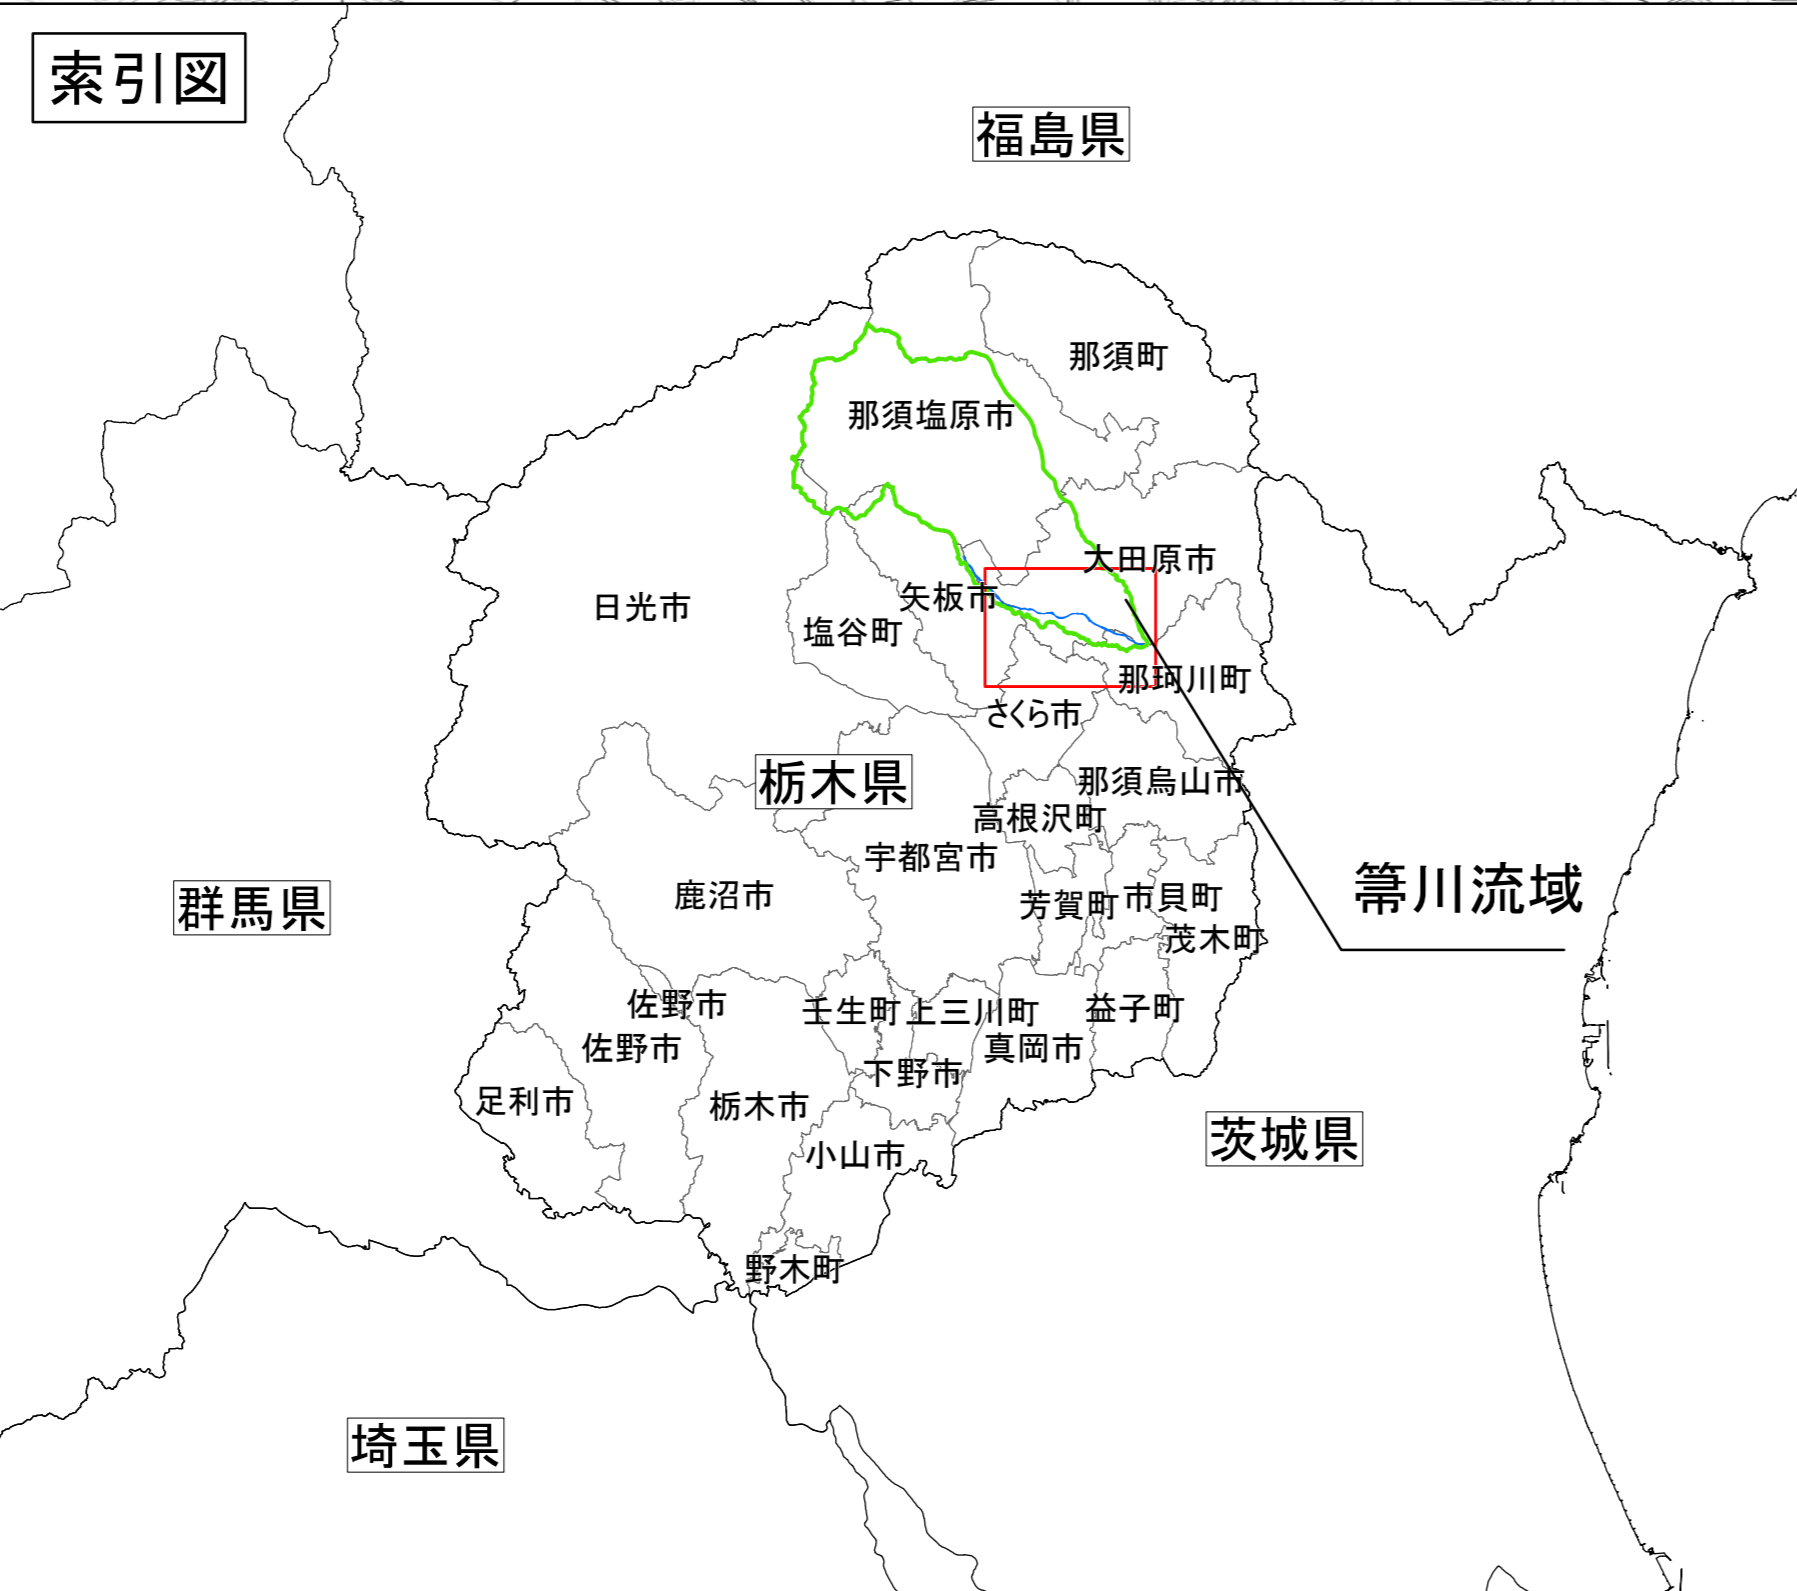 索引図
福島県
那須町
那須塩原市
大田原市
矢板市
日光市
塩谷町
那珂川町
さくら市
栃木県
那須烏山市
高根沢町
宇都宮市
箒川流域
群馬県
鹿沼市
芳賀町
市貝町
茂木町
佐野市
壬生町
上三川町
益子町
佐野市
真岡市
下野市
足利市
栃木市
茨城県
小山市
野木町
埼玉県